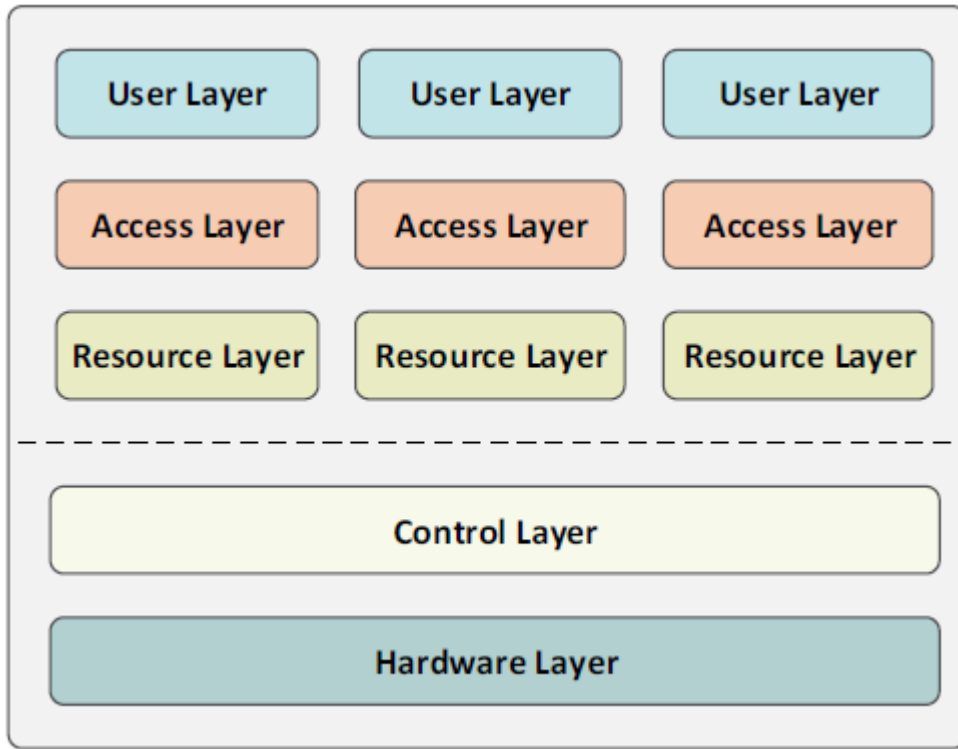 User Layer User Layer User Layer
Access Layer Access Layer Access Layer
Resource Layer Resource Layer Resource Layer
Control Layer
Hardware Layer